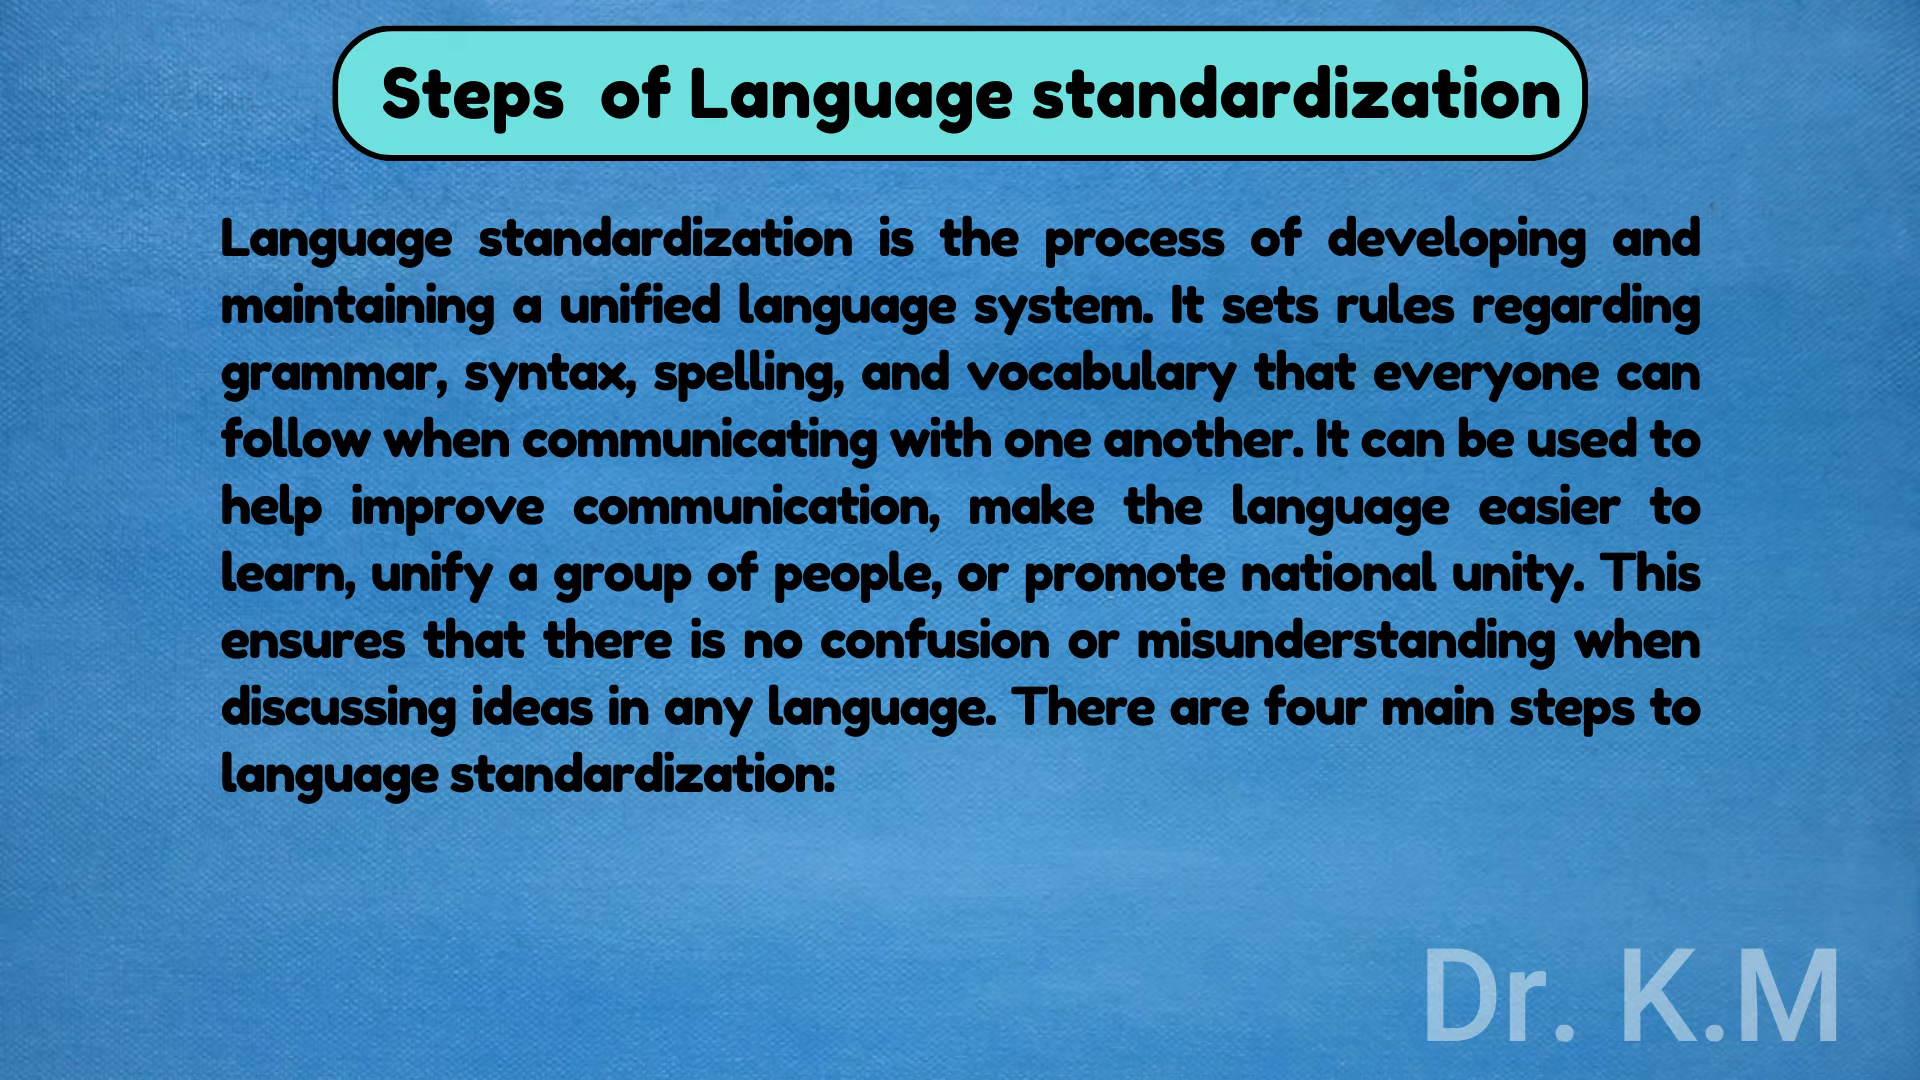 Steps of Language standardization
Language standardization is the process of developing and
maintaining a unified language system. It sets rules regarding
grammar, syntax, spelling, and vocabulary that everyone can
follow when communicating with one another. It can be used to
help improve communication, make the language easier to
learn, unify a group of people, or promote national unity. This
ensures that there is no confusion or misunderstanding when
discussing ideas in any language. There are four main steps to
language standardization:
Dr. K.M